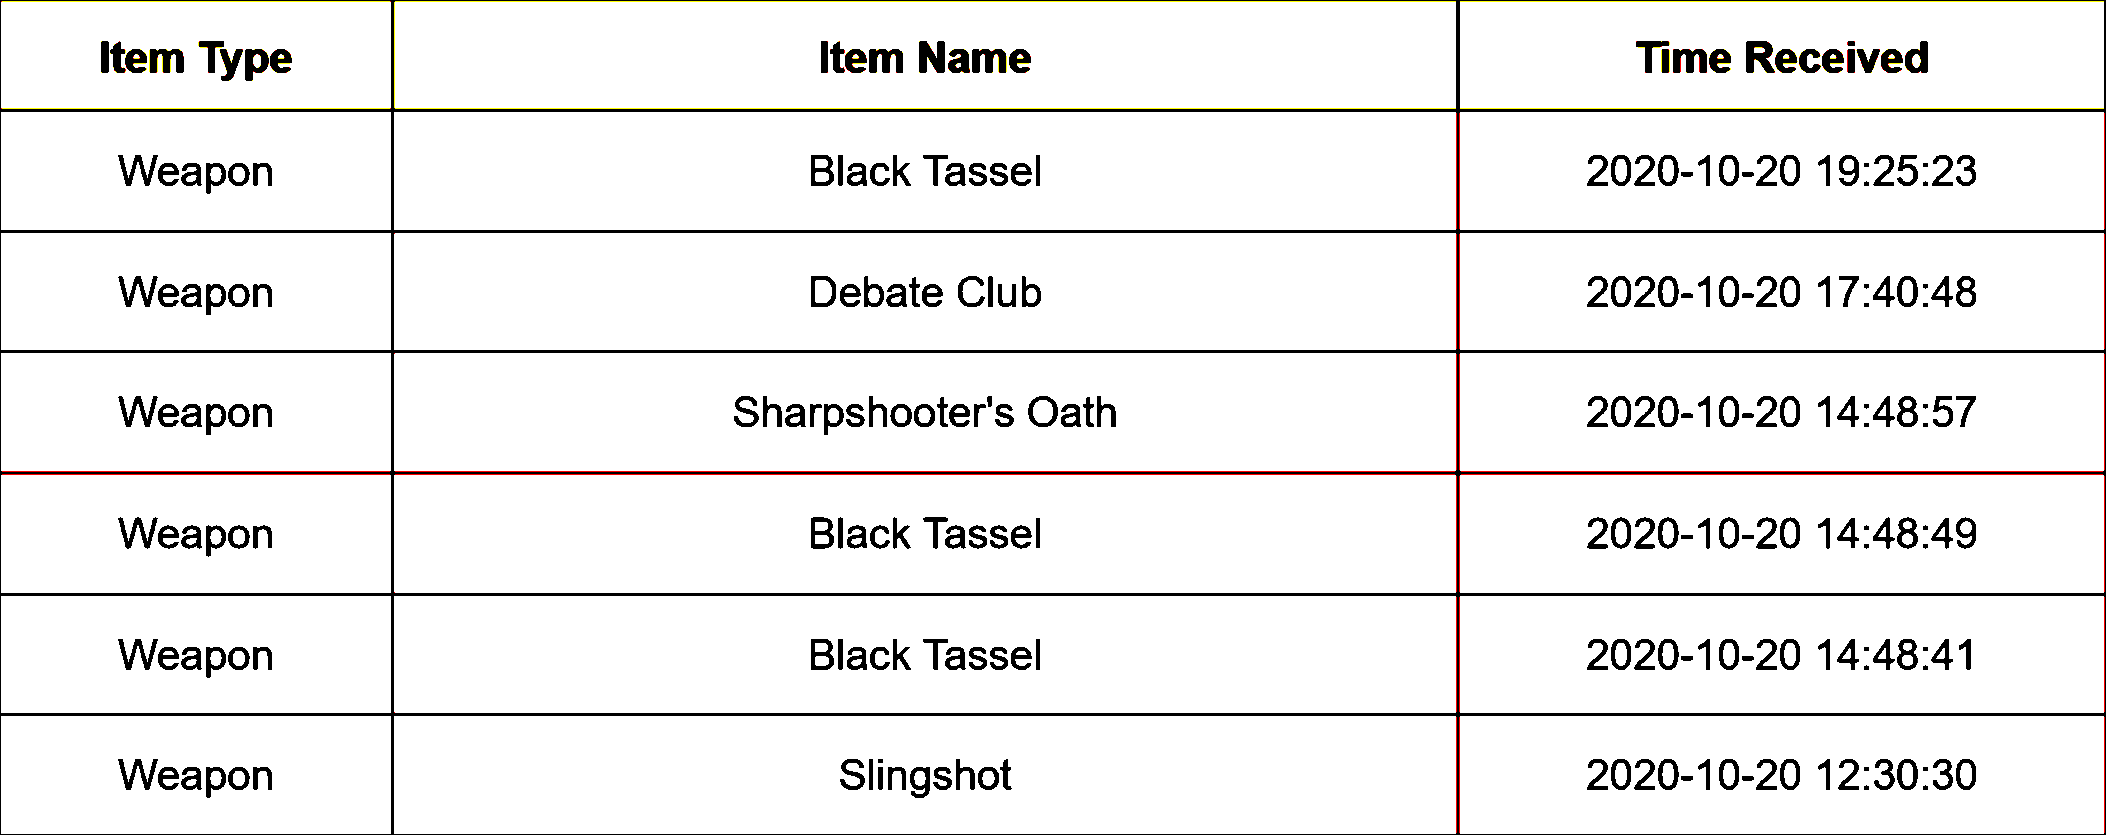 Item Type Item Name Time Received
Weapon Black Tassel 2020-10-20 19:25:23
Weapon Debate Club 2020-10-20 17:40:48
Weapon Sharpshooter's Oath 2020-10-20 14:48:57
Weapon Black Tassel 2020-10-20 14:48:49
Weapon Black Tassel 2020-10-20 14:48:41
Weapon Slingshot 2020-10-20 12:30:30